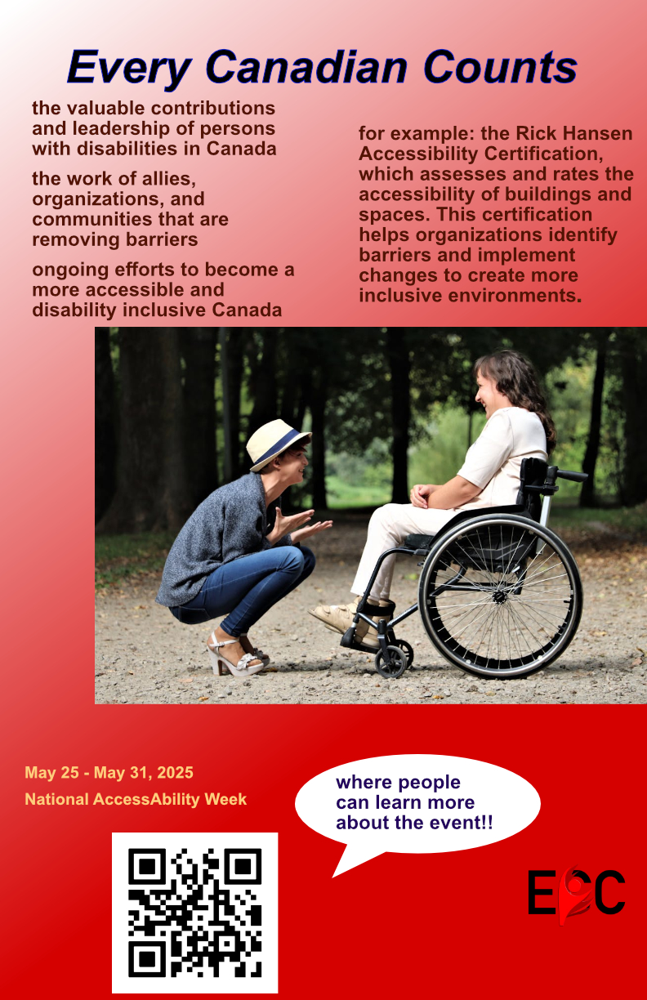 Every Canadian Counts
the valuable contributions
and leadership of persons
with disabilities in Canada
the work of allies,
organizations, and
communities that are
removing barriers
ongoing efforts to become a
more accessible and
disability inclusive Canada
for example: the Rick Hansen
Accessibility Certification,
which assesses and rates the
accessibility of buildings and
spaces. This certification
helps organizations identify
barriers and implement
changes to create more
inclusive environments.
May 25 - May 31, 2025
National AccessAbility Week
where people
can learn more
about the event!!
ECC